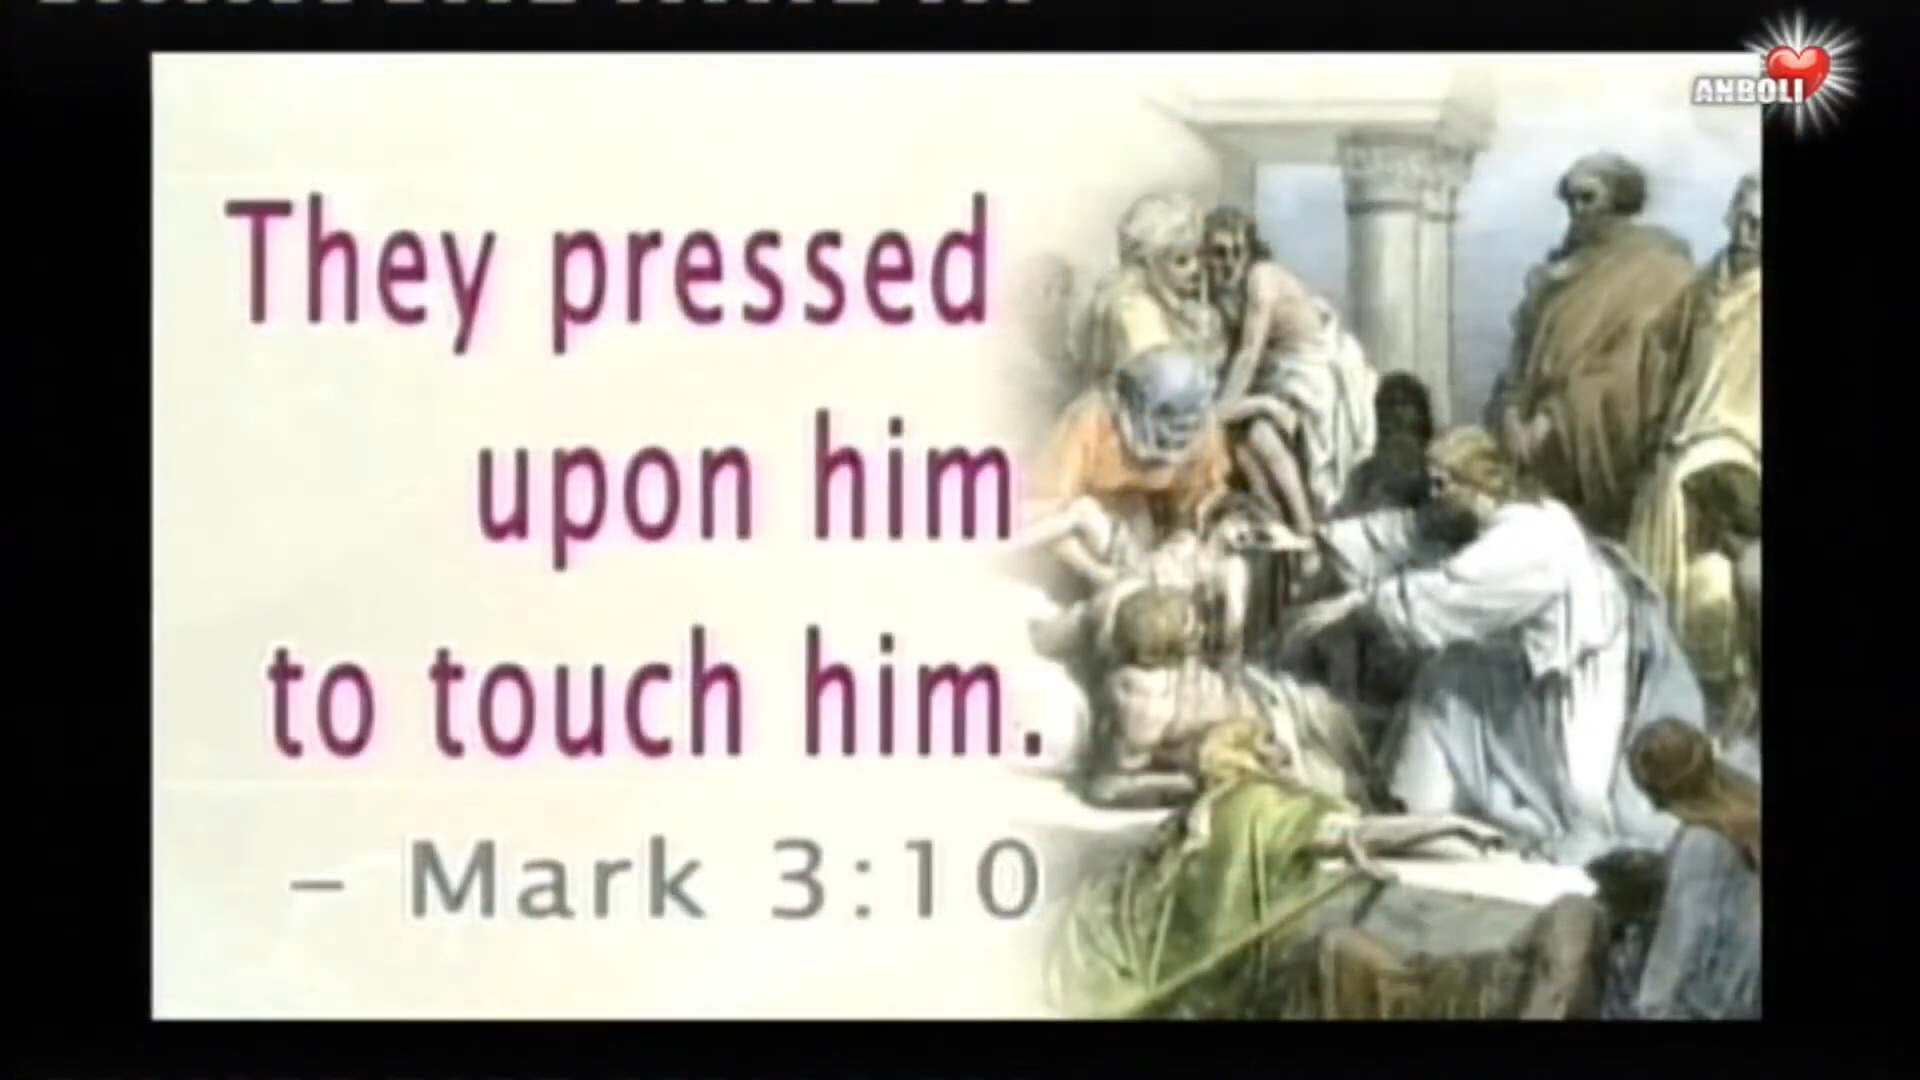 ANBOLI
They pressed
upon him
to touch him.
– Mark 3:10